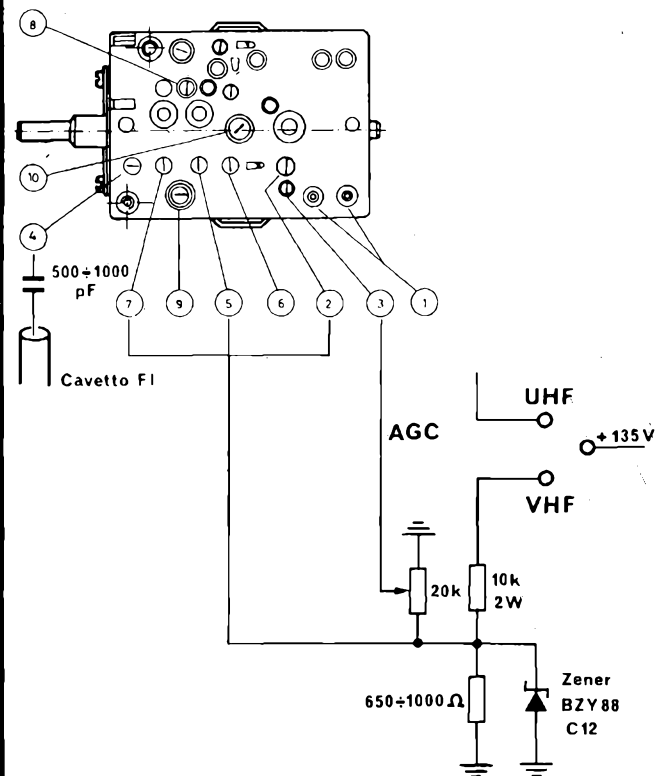 8
10
4
500÷1000
pF
7 9 5 6 2 3 1
Cavetto FI
UHF
+135V
AGC
VHF
20k
10k
2W
650÷1000Ω
Zener
BZY88
C12